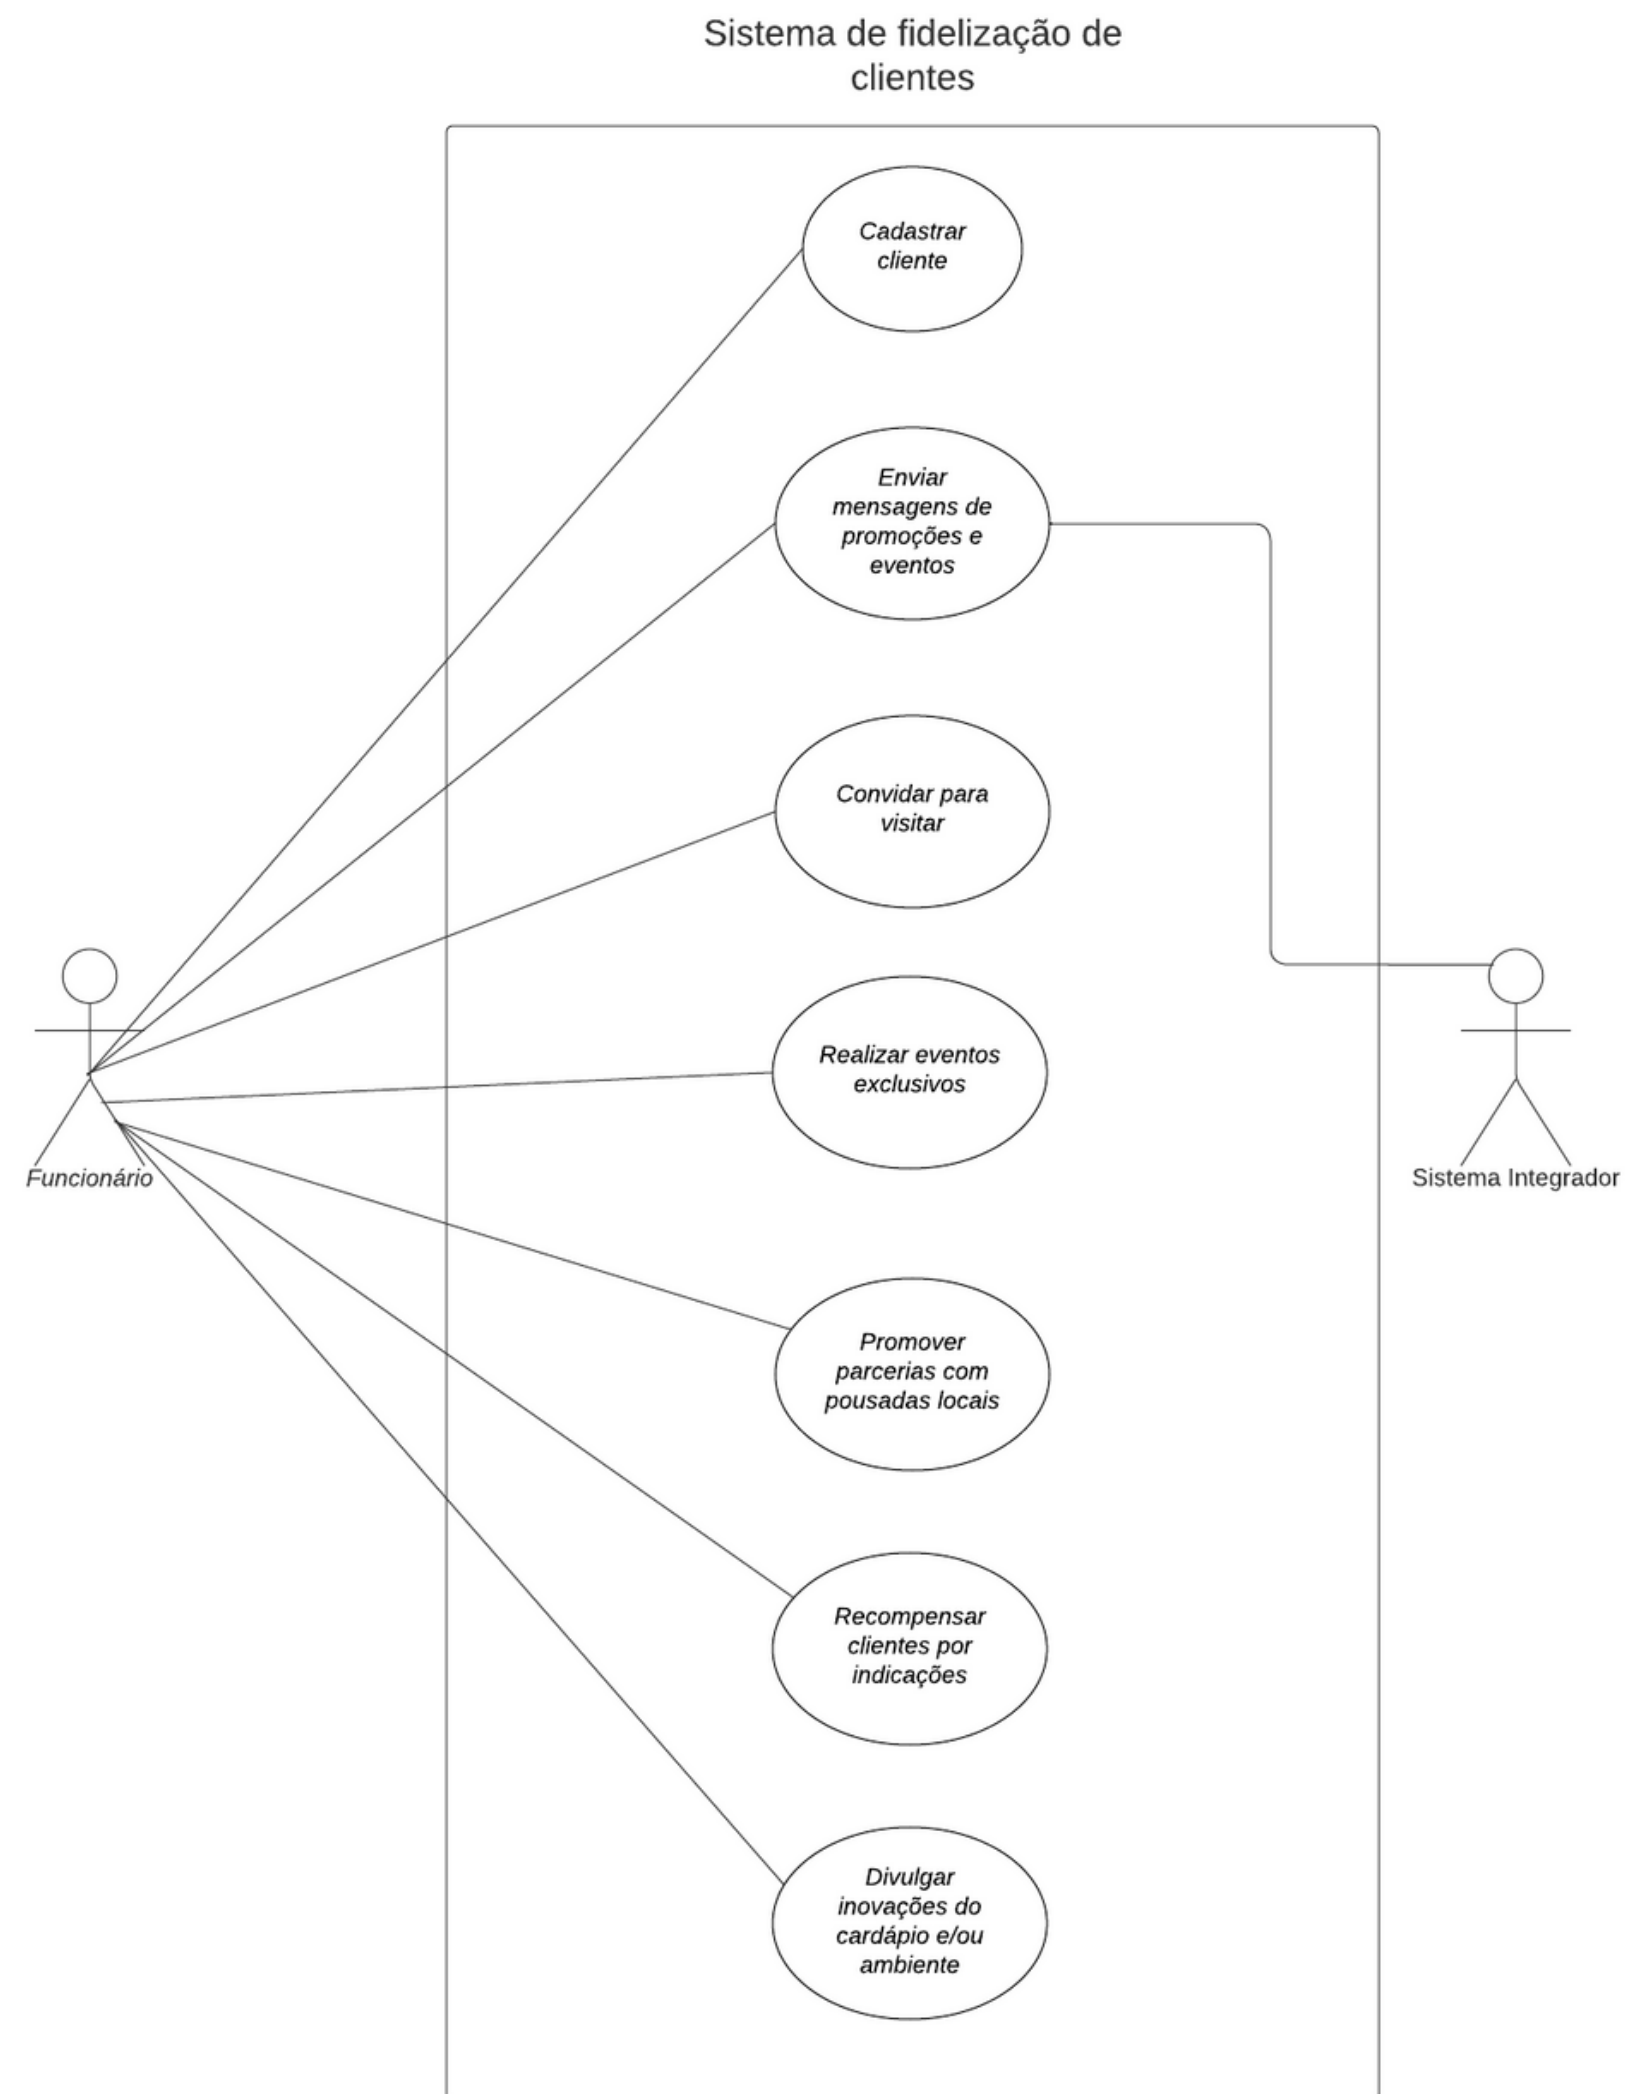 Sistema de fidelização de
clientes
Cadastrar
cliente
Enviar
mensagens de
promoções e
eventos
Convidar para
visitar
Realizar eventos
exclusivos
Funcionário
Sistema Integrador
Promover
parcerias com
pousadas locais
Recompensar
clientes por
indicações
Divulgar
inovações do
cardápio e/ou
ambiente